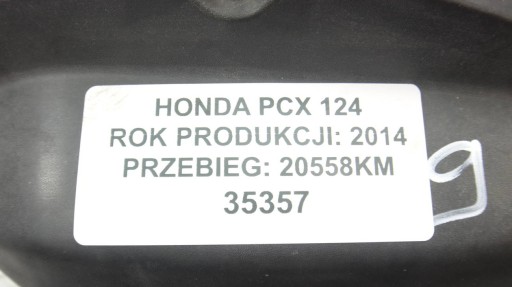 HONDA PCX 124
ROK PRODUKCJI: 2014
PRZEBIEG: 20558KM
35357